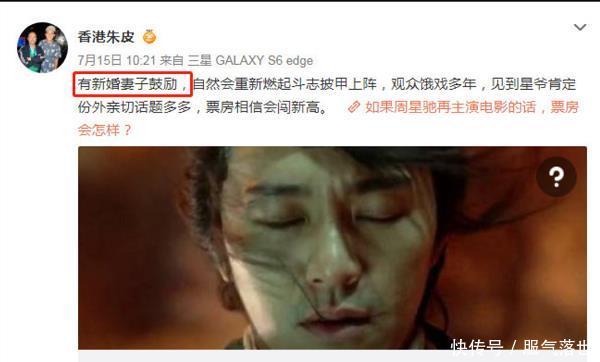 香港朱皮
7月15日 10:21 来自 三星 GALAXY S6 edge
有新婚妻子鼓励，自然会重新燃起斗志披甲上阵，观众饿戏多年，见到星爷肯定
份外亲切话题多多，票房相信会闯新高。 如果周星驰再主演电影的话，票房
会怎样？
?
快传号 / 服气落世